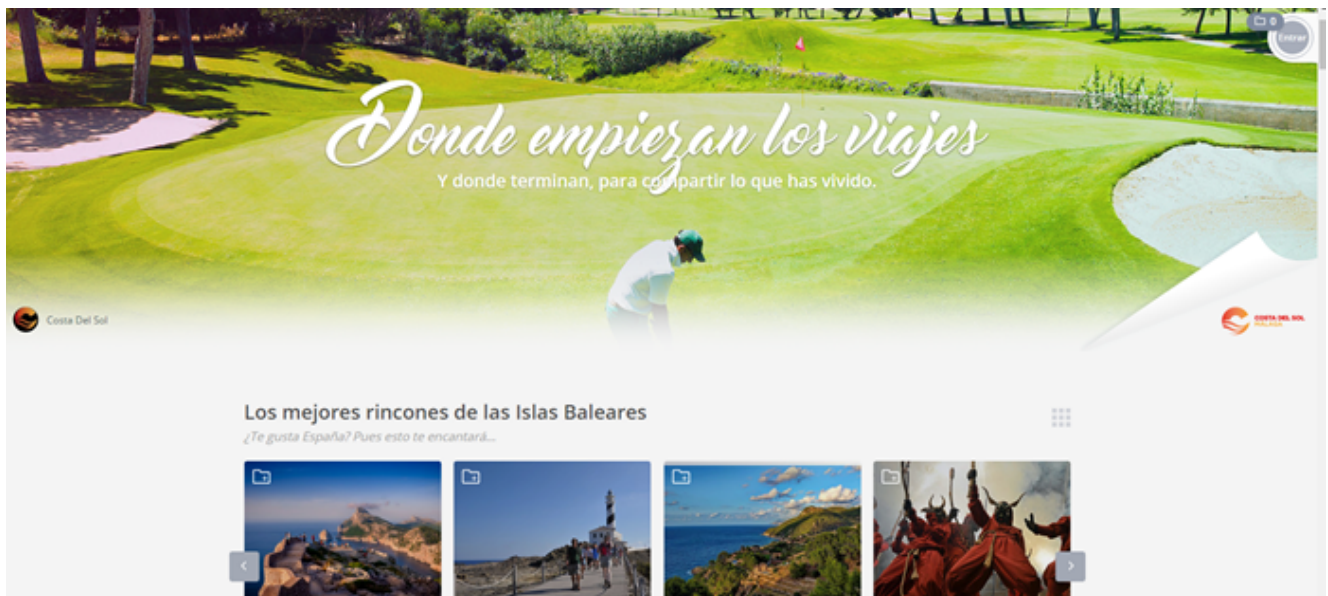 0
Entrar
Donde empiezan los viajes
Y donde terminan, para compartir lo que has vivido.
Costa Del Sol
COSTA DEL SOL
MÁLAGA
Los mejores rincones de las Islas Baleares
¿Te gusta España? Pues esto te encantará...